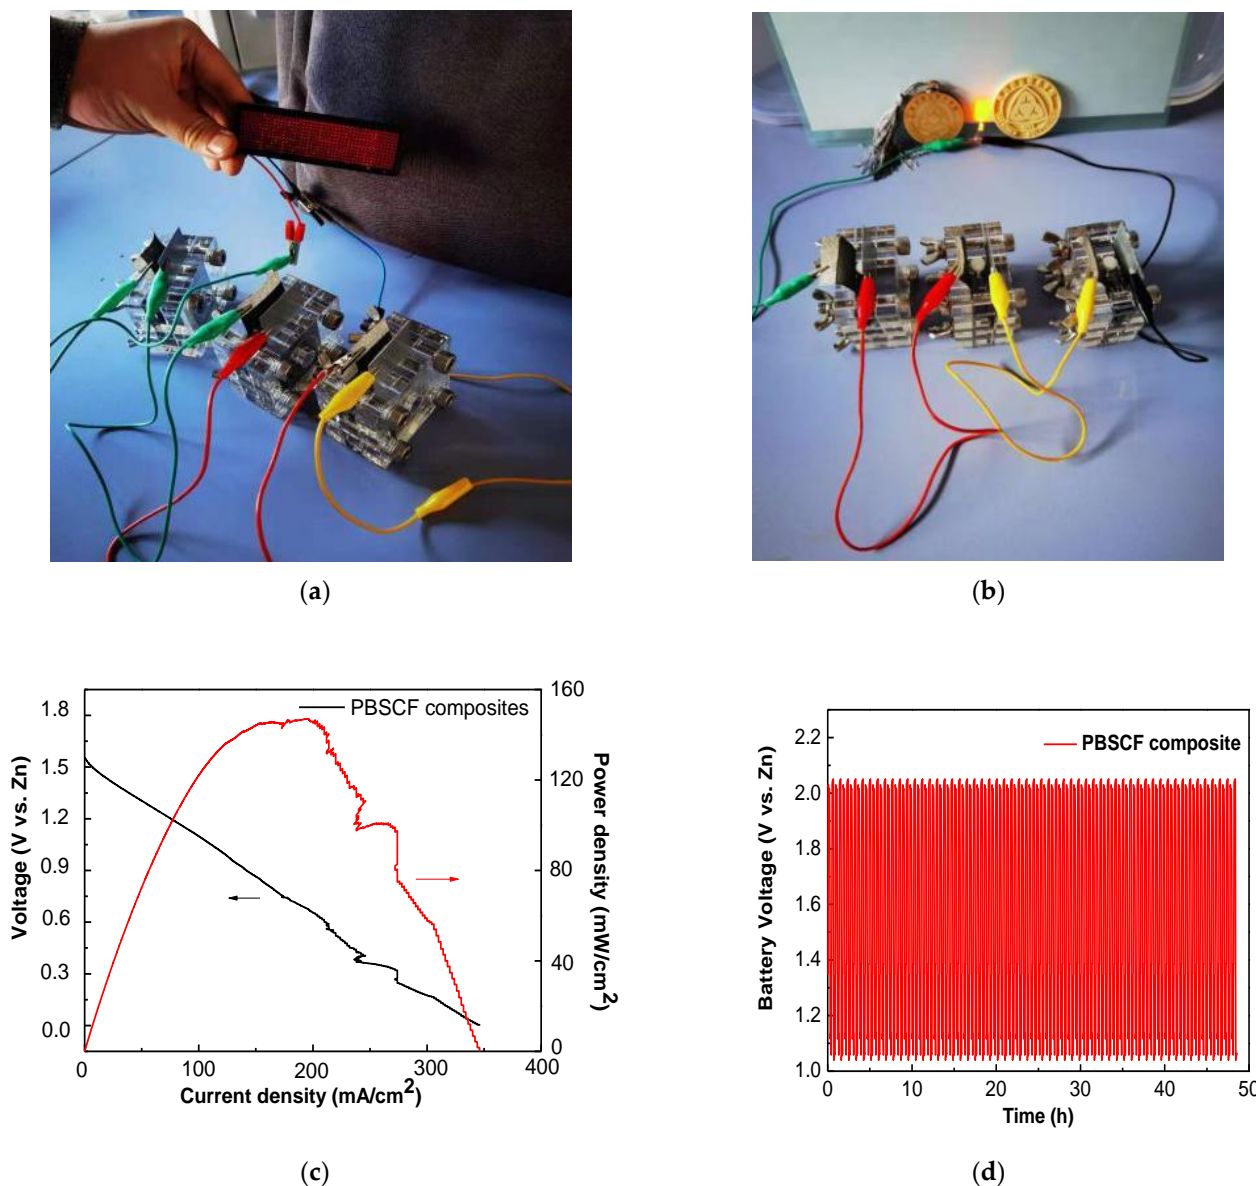 (a)
(b)
PBSCF composites
Voltage (V vs. Zn)
1.8
1.5
1.2
0.9
0.6
0.3
0.0
0
100
200
300
400
Current density (mA/cm²)
160
120
80
40
0
Power density (mW/cm²)
(c)
PBSCF composite
Battery Voltage (V vs. Zn)
2.2
2.0
1.8
1.6
1.4
1.2
1.0
0
10
20
30
40
50
Time (h)
(d)